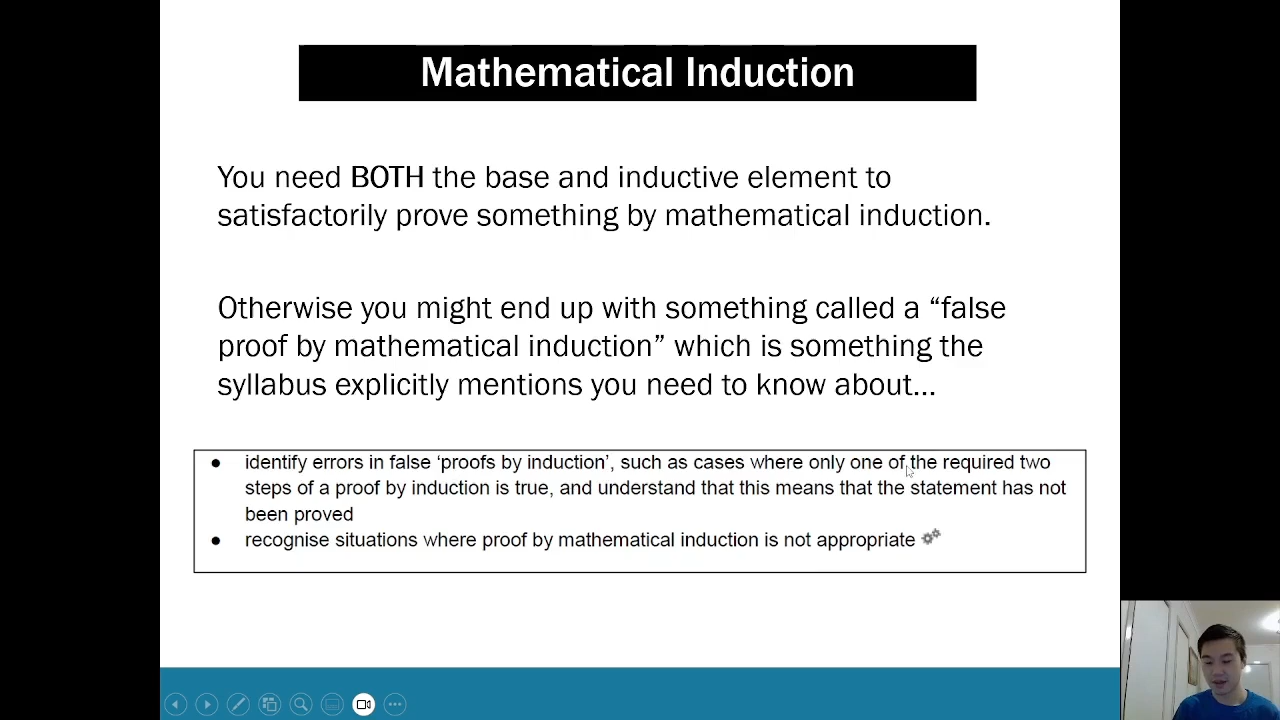 Mathematical Induction
You need BOTH the base and inductive element to
satisfactorily prove something by mathematical induction.
Otherwise you might end up with something called a “false
proof by mathematical induction” which is something the
syllabus explicitly mentions you need to know about...
● identify errors in false ‘proofs by induction’, such as cases where only one of the required two
steps of a proof by induction is true, and understand that this means that the statement has not
been proved
● recognise situations where proof by mathematical induction is not appropriate